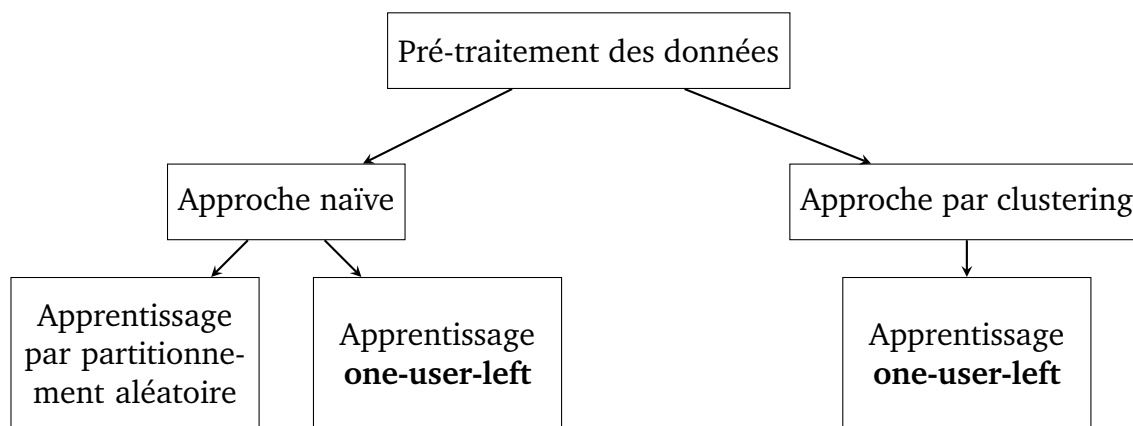 Pré-traitement des données
Approche naïve
Approche par clustering
Apprentissage
par partitionne-
ment aléatoire
Apprentissage
one-user-left
Apprentissage
one-user-left